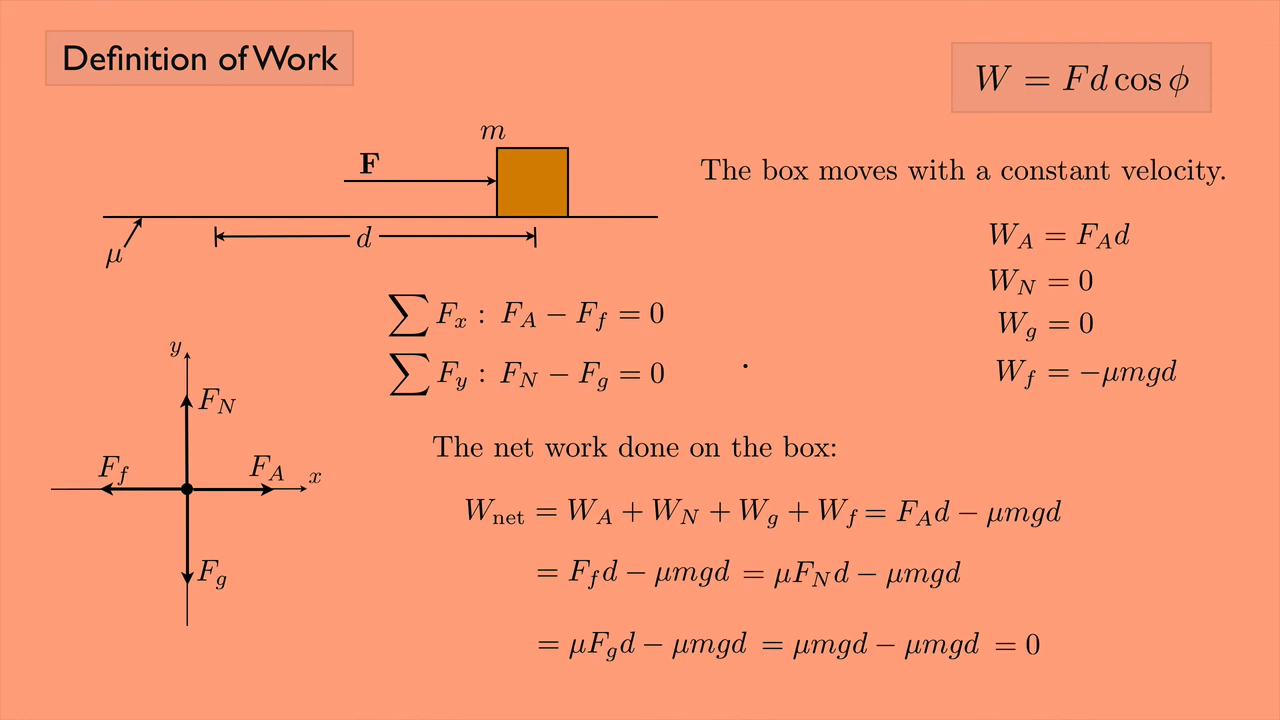 Definition of Work
W = Fd cos ϕ
m
F
The box moves with a constant velocity.
μ
d
W_A = F_A d
W_N = 0
W_g = 0
W_f = −μmgd
∑ F_x : F_A − F_f = 0
∑ F_y : F_N − F_g = 0
.
y
F_N
F_f
F_A
x
F_g
The net work done on the box:
W_net = W_A + W_N + W_g + W_f = F_A d − μmgd
= F_f d − μmgd = μF_N d − μmgd
= μF_g d − μmgd = μmgd − μmgd = 0